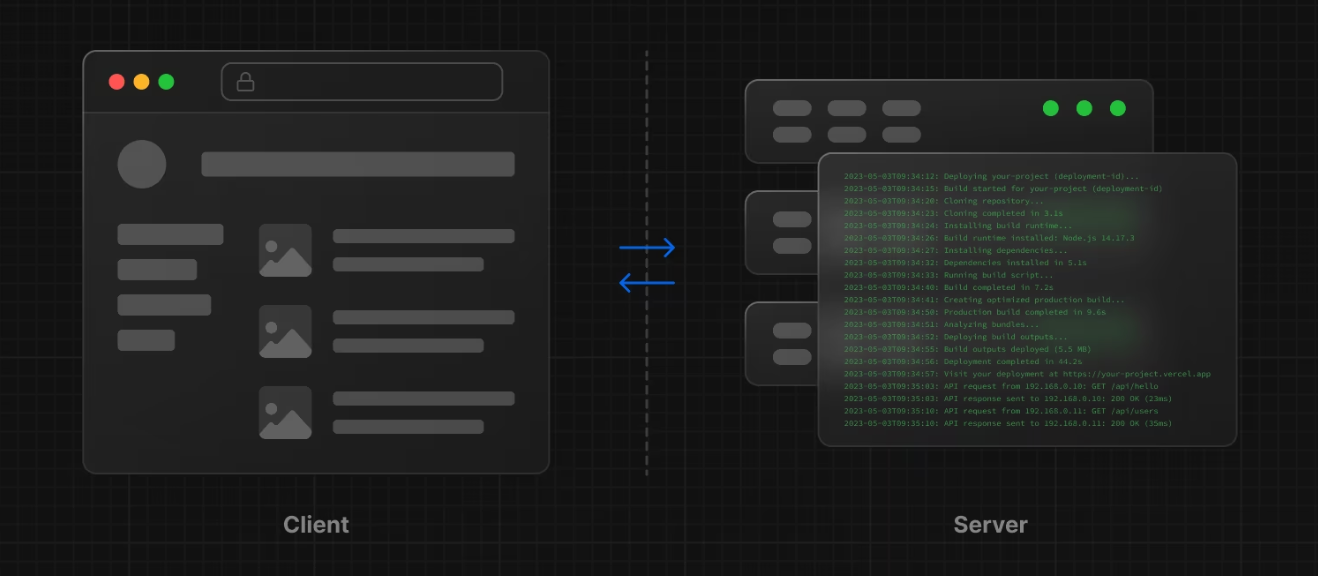 2023-05-03T09:34:12: Deploying your-project (deployment-id)...
2023-05-03T09:34:15: Build started for your-project (deployment-id)
2023-05-03T09:34:20: Cloning repository...
2023-05-03T09:34:23: Cloning completed in 3.1s
2023-05-03T09:34:24: Installing build runtime...
2023-05-03T09:34:26: Build runtime installed: Node.js 14.17.3
2023-05-03T09:34:27: Installing dependencies...
2023-05-03T09:34:32: Dependencies installed in 5.1s
2023-05-03T09:34:33: Running build script...
2023-05-03T09:34:40: Build completed in 7.2s
2023-05-03T09:34:41: Creating optimized production build...
2023-05-03T09:34:50: Production build completed in 9.6s
2023-05-03T09:34:51: Analyzing bundles...
2023-05-03T09:34:52: Deploying build outputs...
2023-05-03T09:34:55: Build outputs deployed (5.5 MB)
2023-05-03T09:34:56: Deployment completed in 44.2s
2023-05-03T09:34:57: Visit your deployment at https://your-project.vercel.app
2023-05-03T09:35:03: API request from 192.168.0.10: GET /api/hello
2023-05-03T09:35:03: API response sent to 192.168.0.10: 200 OK (23ms)
2023-05-03T09:35:10: API request from 192.168.0.11: GET /api/users
2023-05-03T09:35:10: API response sent to 192.168.0.11: 200 OK (35ms)
Client
Server